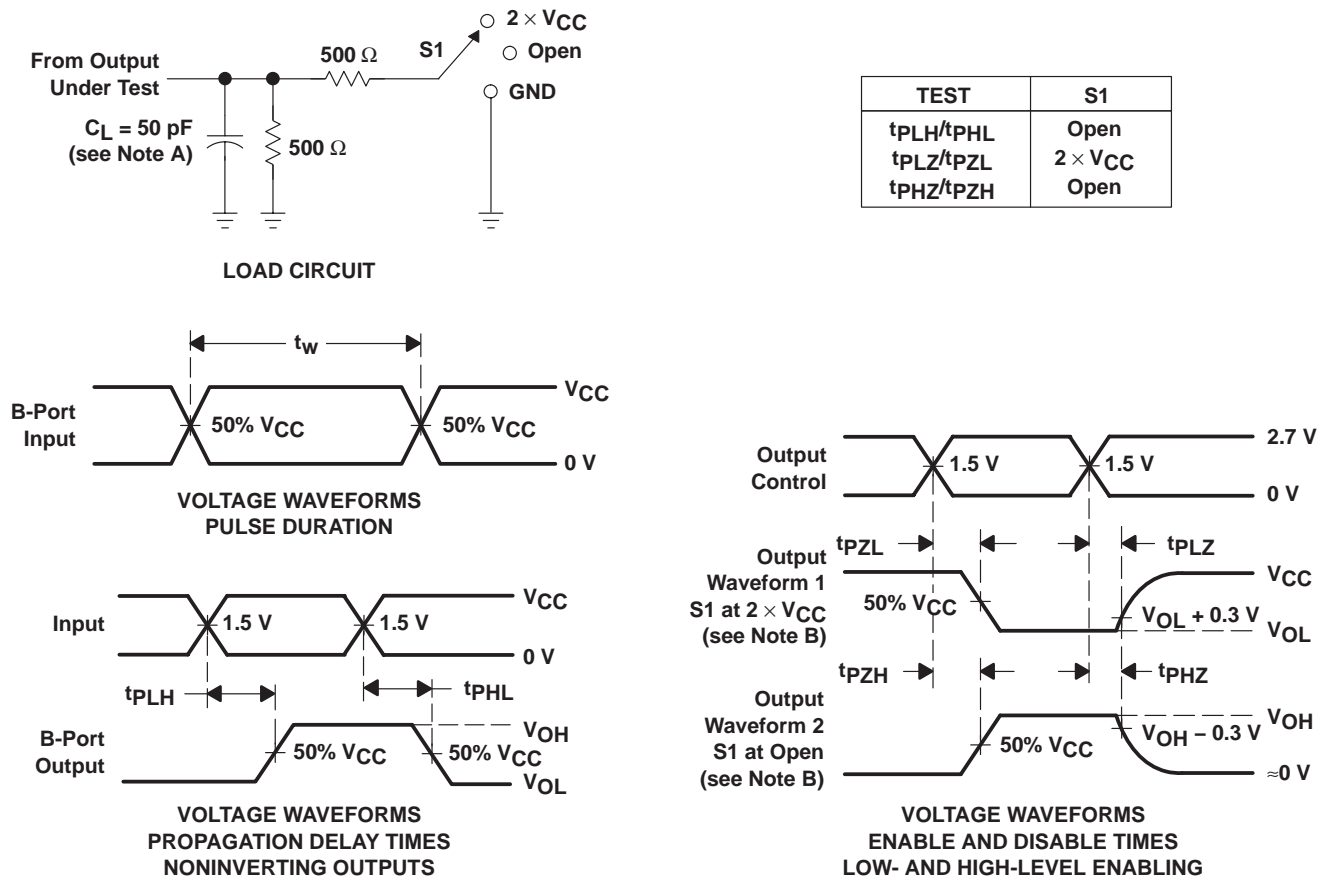 2 × VCC
S1
Open
500 Ω
From Output
Under Test
GND
CL = 50 pF
(see Note A)
500 Ω
LOAD CIRCUIT
TEST S1
tPLH/tPHL Open
tPLZ/tPZL 2 × VCC
tPHZ/tPZH Open
tw
VCC
B-Port
Input
50% VCC 50% VCC
0 V
VOLTAGE WAVEFORMS
PULSE DURATION
Input
VCC
1.5 V 1.5 V
0 V
tPLH tPHL
B-Port
Output
VOH
50% VCC 50% VCC
VOL
VOLTAGE WAVEFORMS
PROPAGATION DELAY TIMES
NONINVERTING OUTPUTS
Output
Control
2.7 V
1.5 V 1.5 V
0 V
tPZL tPLZ
Output
Waveform 1
S1 at 2 × VCC
(see Note B)
VCC
50% VCC
VOL + 0.3 V
VOL
tPZH tPHZ
Output
Waveform 2
S1 at Open
(see Note B)
VOH
50% VCC
VOH − 0.3 V
≈0 V
VOLTAGE WAVEFORMS
ENABLE AND DISABLE TIMES
LOW- AND HIGH-LEVEL ENABLING